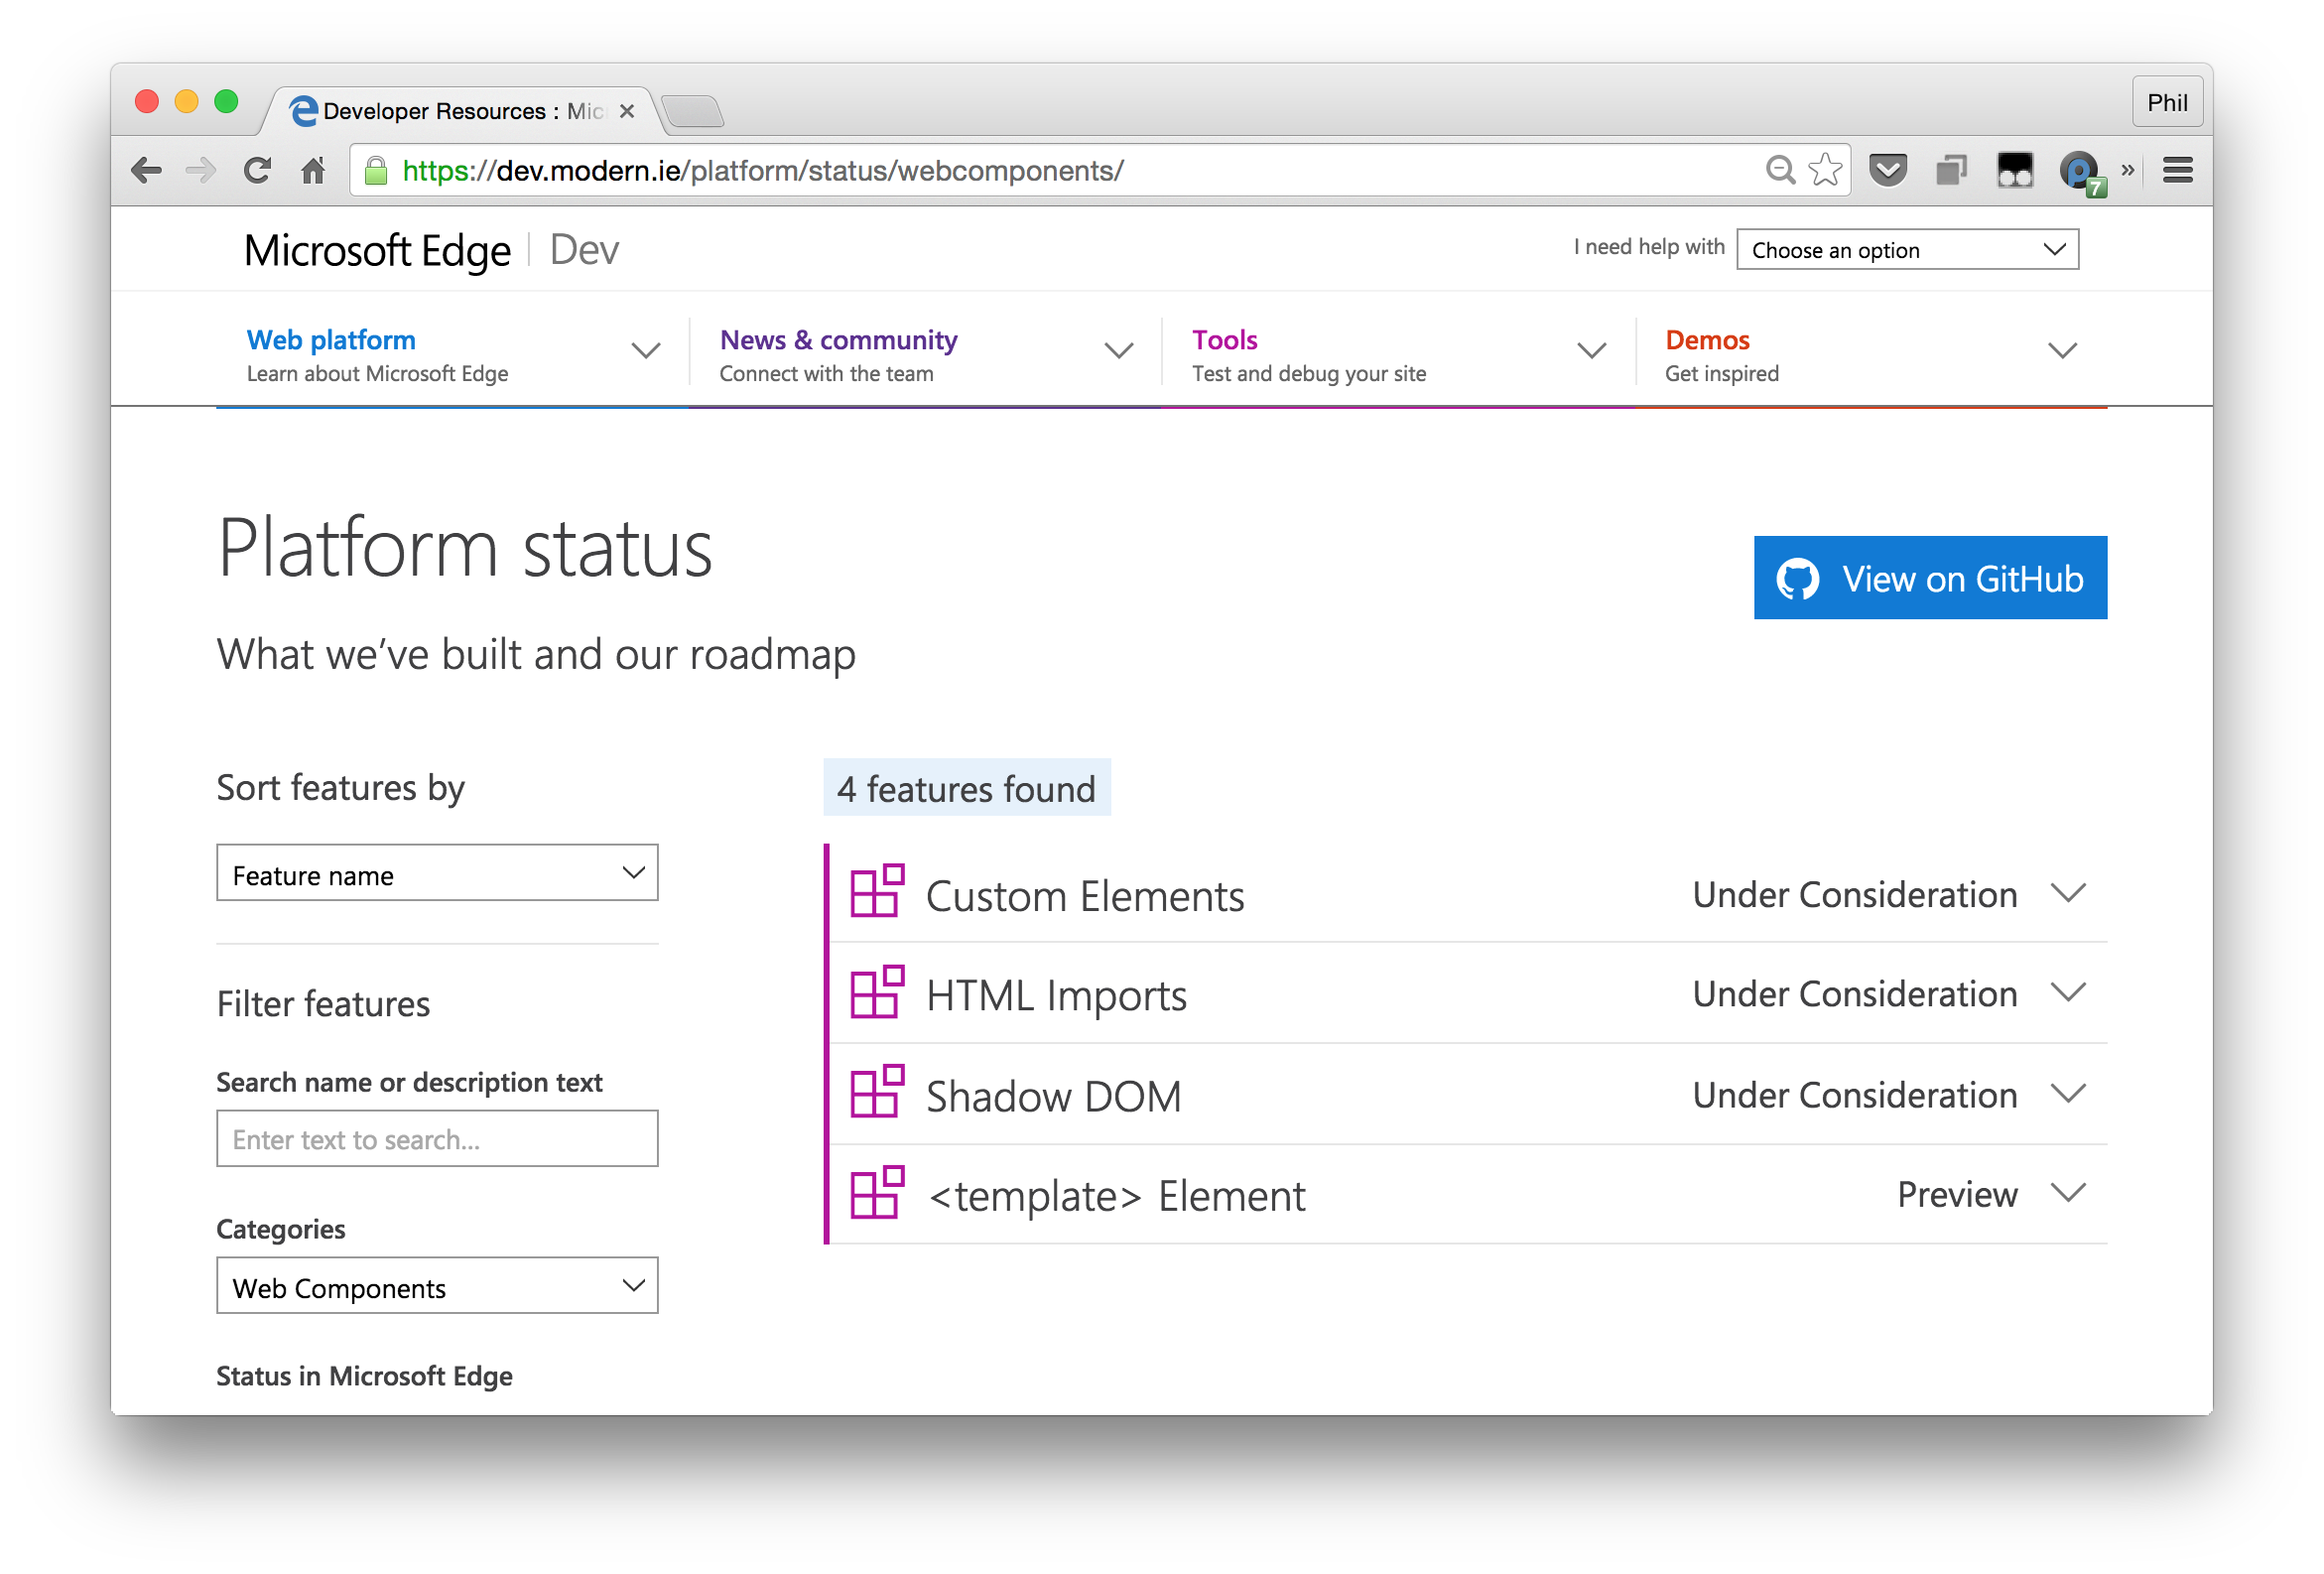 Developer Resources : Mic
Phil
https://dev.modern.ie/platform/status/webcomponents/
7
»
Microsoft Edge | Dev
I need help with
Choose an option
Web platform
Learn about Microsoft Edge
News & community
Connect with the team
Tools
Test and debug your site
Demos
Get inspired
Platform status
View on GitHub
What we’ve built and our roadmap
Sort features by
Feature name
Filter features
Search name or description text
Enter text to search...
Categories
Web Components
Status in Microsoft Edge
4 features found
Custom Elements Under Consideration
HTML Imports Under Consideration
Shadow DOM Under Consideration
<template> Element Preview